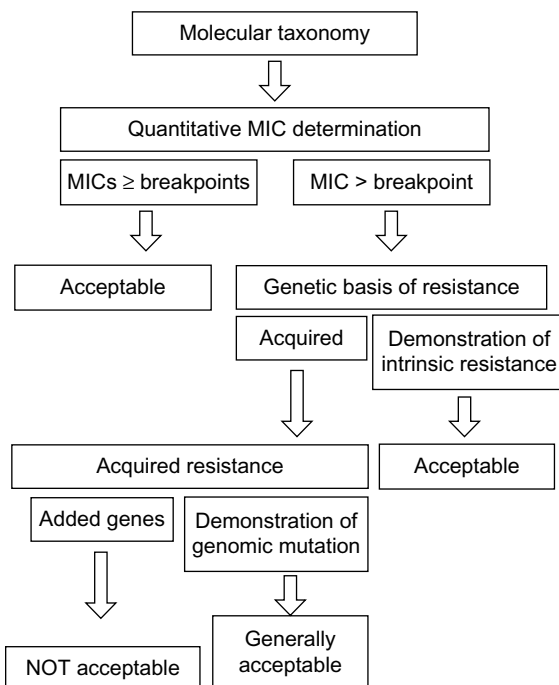 Molecular taxonomy
Quantitative MIC determination
MICs ≥ breakpoints
MIC > breakpoint
Acceptable
Genetic basis of resistance
Acquired
Demonstration of
intrinsic resistance
Acquired resistance
Acceptable
Added genes
Demonstration of
genomic mutation
NOT acceptable
Generally
acceptable